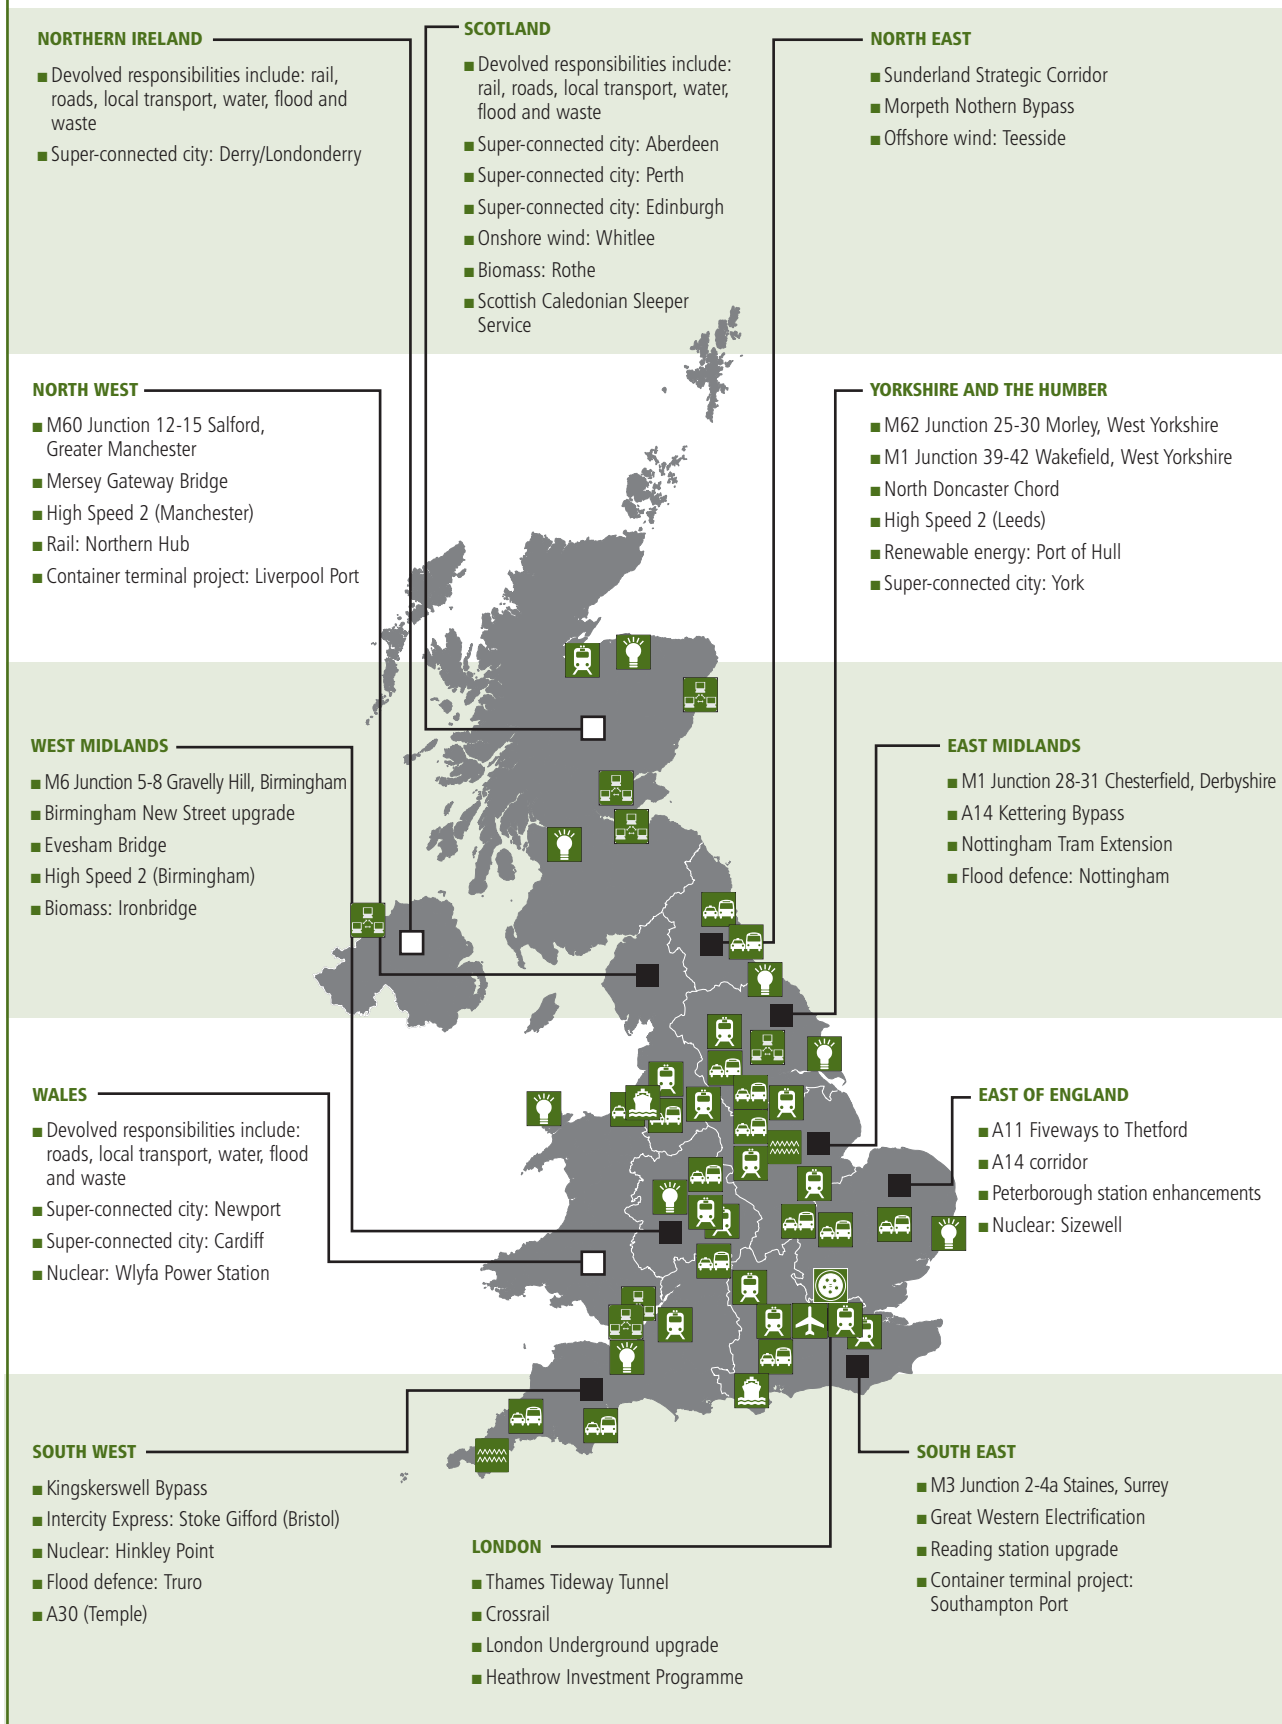 NORTHERN IRELAND
■ Devolved responsibilities include: rail,
roads, local transport, water, flood and
waste
■ Super-connected city: Derry/Londonderry
SCOTLAND
■ Devolved responsibilities include:
rail, roads, local transport, water,
flood and waste
■ Super-connected city: Aberdeen
■ Super-connected city: Perth
■ Super-connected city: Edinburgh
■ Onshore wind: Whitlee
■ Biomass: Rothe
■ Scottish Caledonian Sleeper
Service
NORTH EAST
■ Sunderland Strategic Corridor
■ Morpeth Nothern Bypass
■ Offshore wind: Teesside
NORTH WEST
■ M60 Junction 12-15 Salford,
Greater Manchester
■ Mersey Gateway Bridge
■ High Speed 2 (Manchester)
■ Rail: Northern Hub
■ Container terminal project: Liverpool Port
YORKSHIRE AND THE HUMBER
■ M62 Junction 25-30 Morley, West Yorkshire
■ M1 Junction 39-42 Wakefield, West Yorkshire
■ North Doncaster Chord
■ High Speed 2 (Leeds)
■ Renewable energy: Port of Hull
■ Super-connected city: York
WEST MIDLANDS
■ M6 Junction 5-8 Gravelly Hill, Birmingham
■ Birmingham New Street upgrade
■ Evesham Bridge
■ High Speed 2 (Birmingham)
■ Biomass: Ironbridge
EAST MIDLANDS
■ M1 Junction 28-31 Chesterfield, Derbyshire
■ A14 Kettering Bypass
■ Nottingham Tram Extension
■ Flood defence: Nottingham
WALES
■ Devolved responsibilities include:
roads, local transport, water, flood
and waste
■ Super-connected city: Newport
■ Super-connected city: Cardiff
■ Nuclear: Wlyfa Power Station
EAST OF ENGLAND
■ A11 Fiveways to Thetford
■ A14 corridor
■ Peterborough station enhancements
■ Nuclear: Sizewell
SOUTH WEST
■ Kingskerswell Bypass
■ Intercity Express: Stoke Gifford (Bristol)
■ Nuclear: Hinkley Point
■ Flood defence: Truro
■ A30 (Temple)
LONDON
■ Thames Tideway Tunnel
■ Crossrail
■ London Underground upgrade
■ Heathrow Investment Programme
SOUTH EAST
■ M3 Junction 2-4a Staines, Surrey
■ Great Western Electrification
■ Reading station upgrade
■ Container terminal project:
Southampton Port